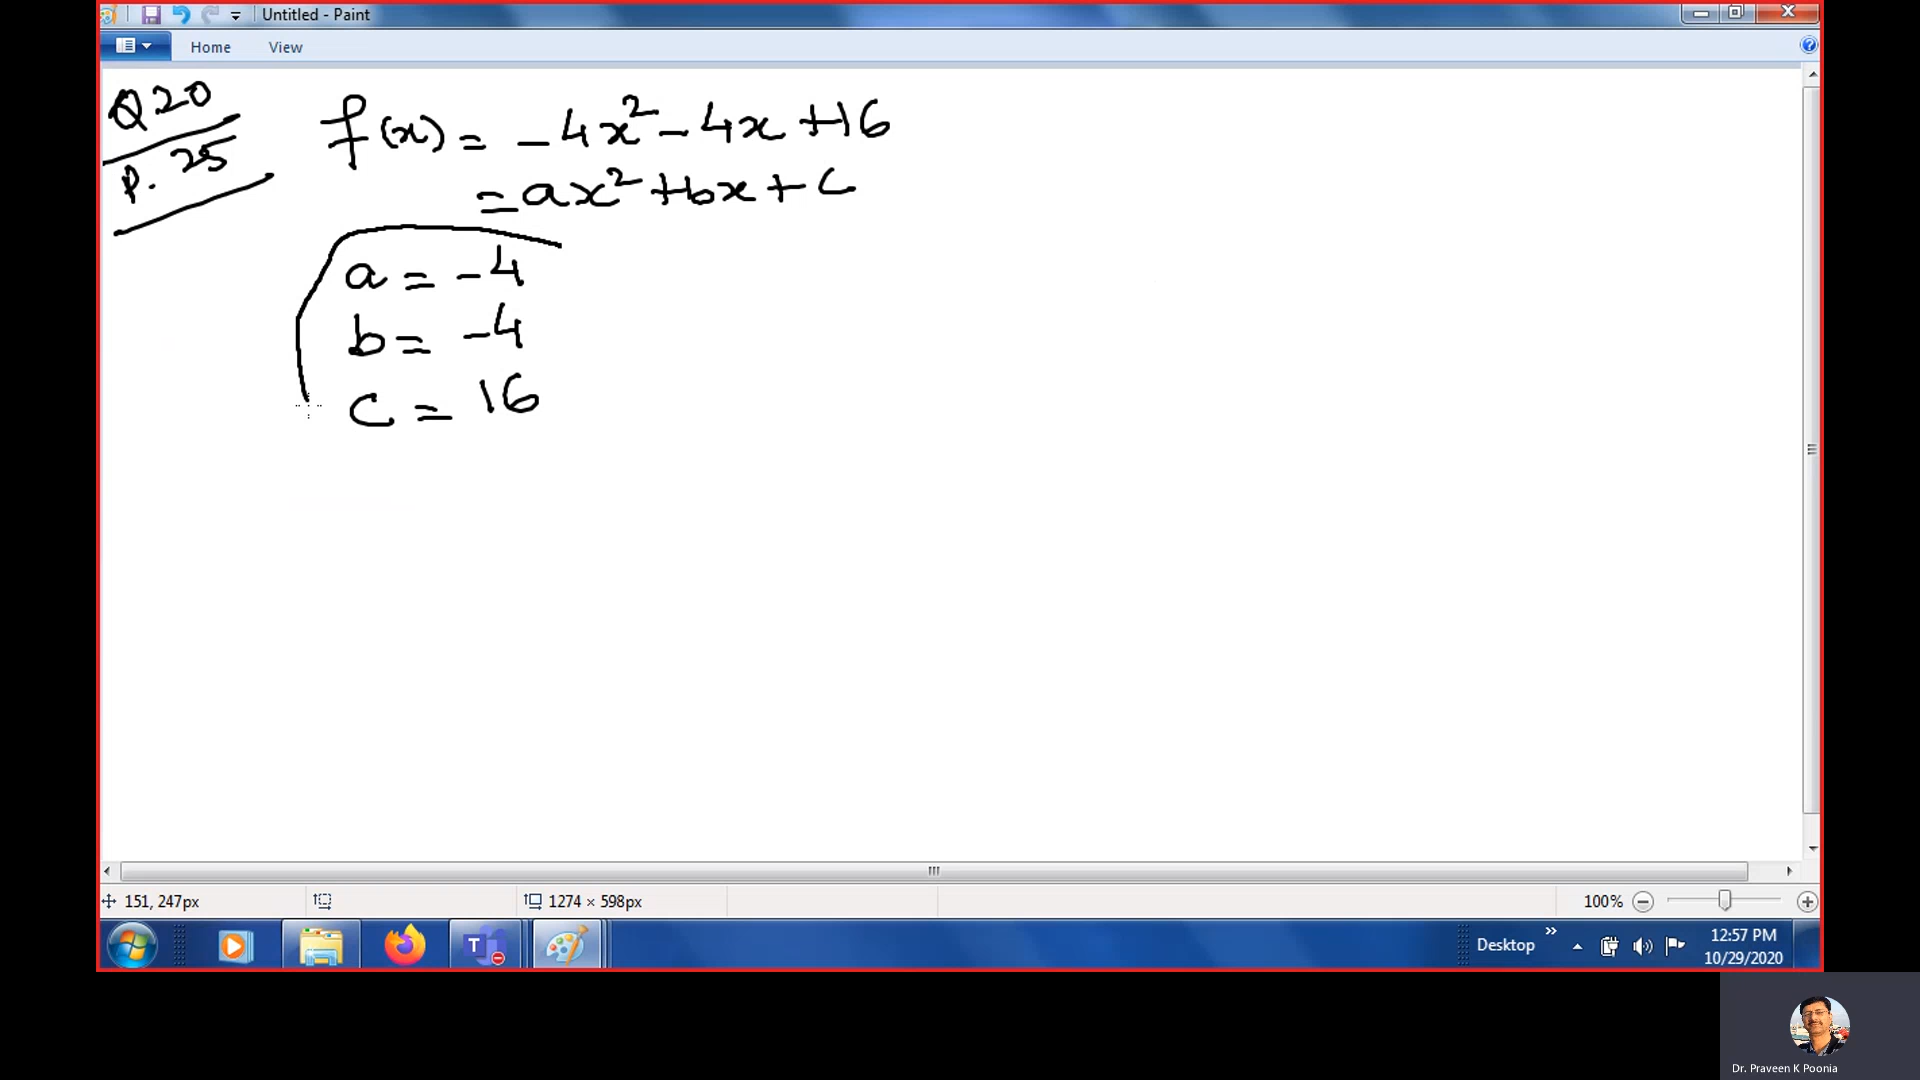 Untitled - Paint
Home View
Q20
P. 25
f(x) = -4x² - 4x + 16
= ax² + bx + c
a = -4
b = -4
c = 16
151, 247px
1274 × 598px
100%
Desktop
12:57 PM
10/29/2020
Dr. Praveen K Poonia